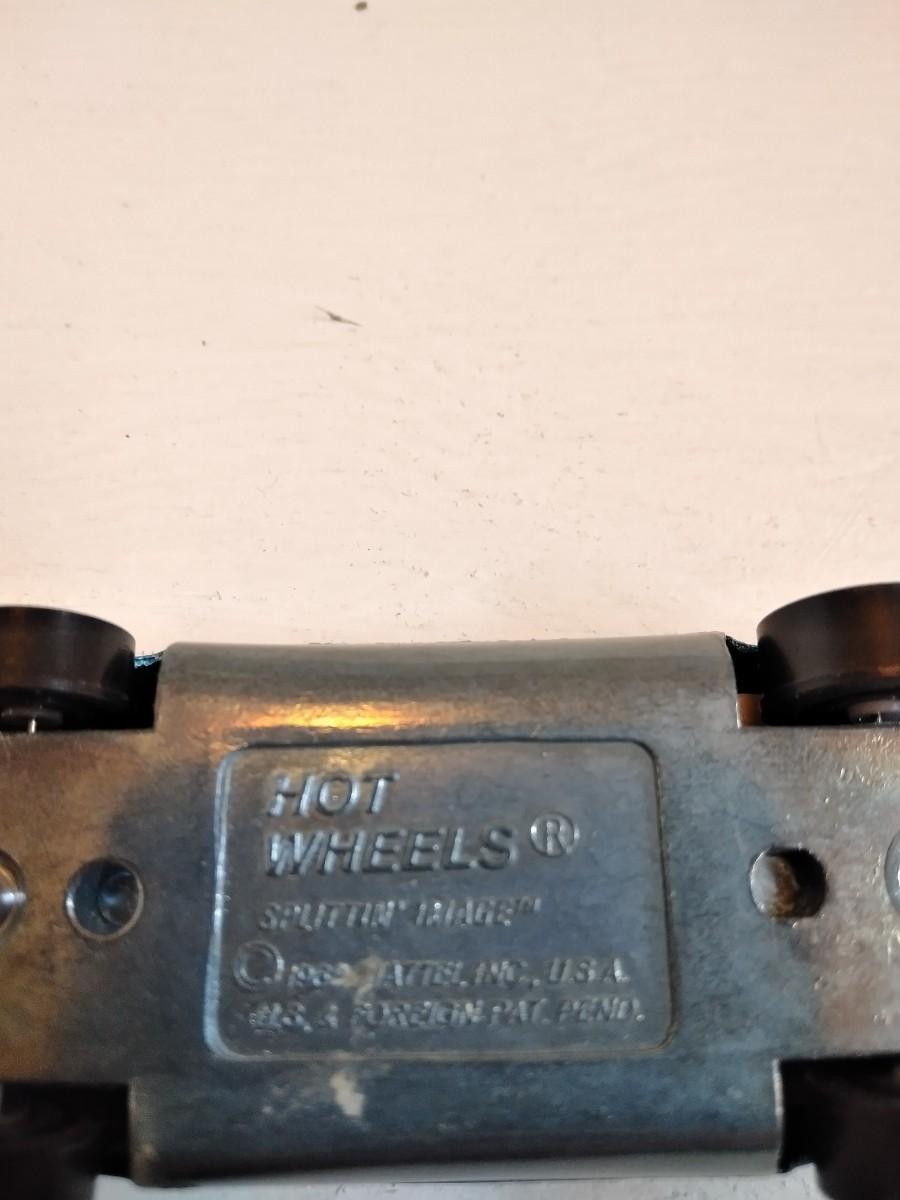 HOT
WHEELS ®
SPLITTIN' IMAGE™
© MATTEL, INC., U.S.A.
U.S. & FOREIGN PAT. PEND.